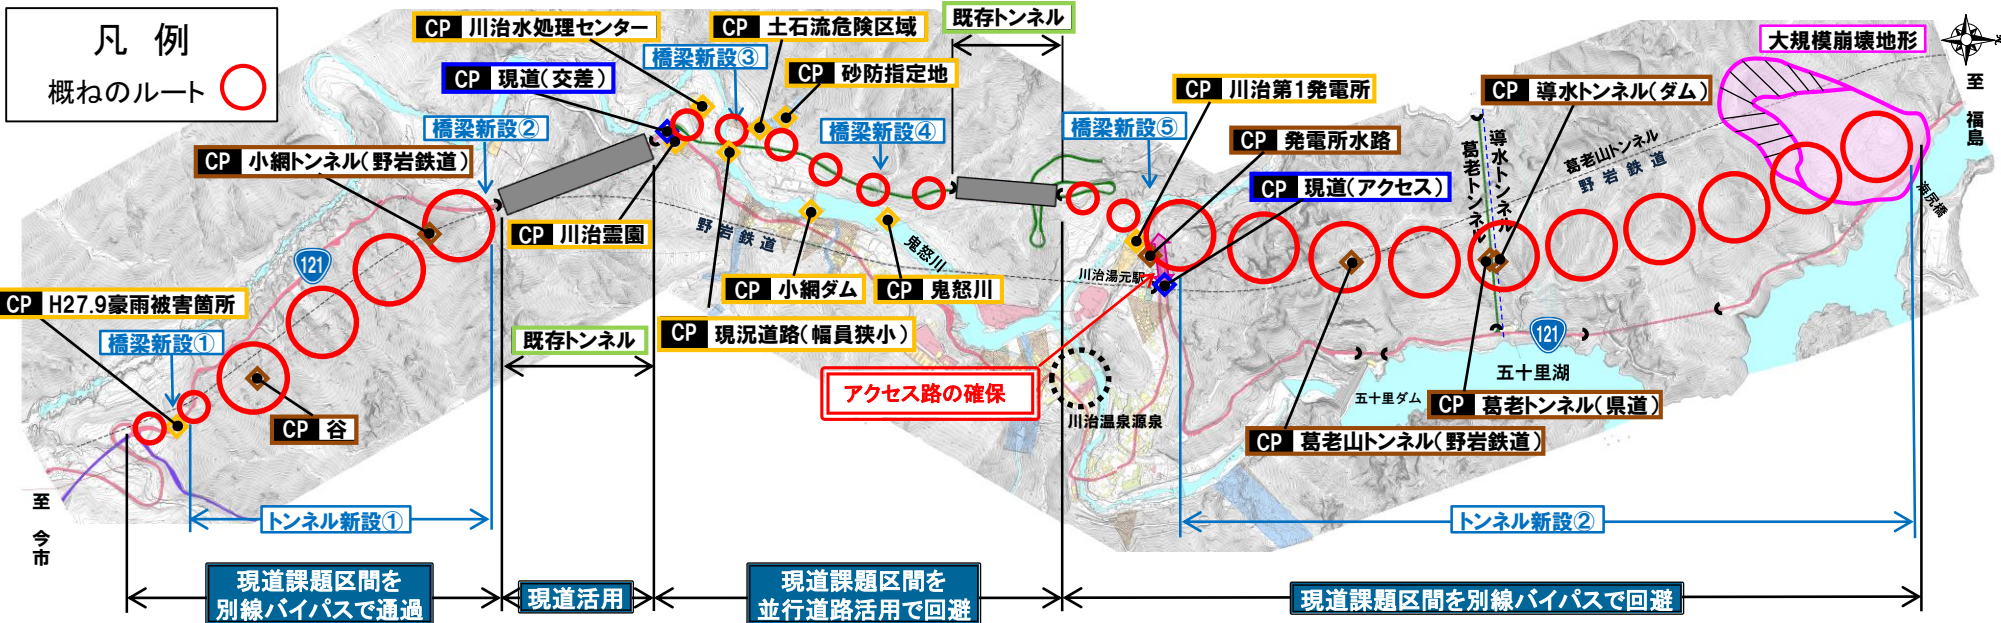 凡 例
概ねのルート
CP 川治水処理センター
CP 土石流危険区域
既存トンネル
橋梁新設③
CP 現道(交差)
CP 砂防指定地
大規模崩壊地形
至 福島
橋梁新設②
橋梁新設④
橋梁新設⑤
CP 川治第1発電所
CP 導水トンネル(ダム)
CP 小網トンネル(野岩鉄道)
CP 発電所水路
CP 現道(アクセス)
葛老トンネル
導水トンネル
葛老山トンネル
野岩鉄道
海尻橋
CP 川治霊園
野岩鉄道
鬼怒川
121
川治湯元駅
CP 小網ダム
CP 鬼怒川
CP H27.9豪雨被害箇所
橋梁新設①
既存トンネル
CP 現況道路(幅員狭小)
121
五十里湖
アクセス路の確保
五十里ダム
CP 葛老トンネル(県道)
川治温泉源泉
CP 谷
CP 葛老山トンネル(野岩鉄道)
至 今市
トンネル新設①
トンネル新設②
現道課題区間を
別線バイパスで通過
現道活用
現道課題区間を
並行道路活用で回避
現道課題区間を別線バイパスで回避